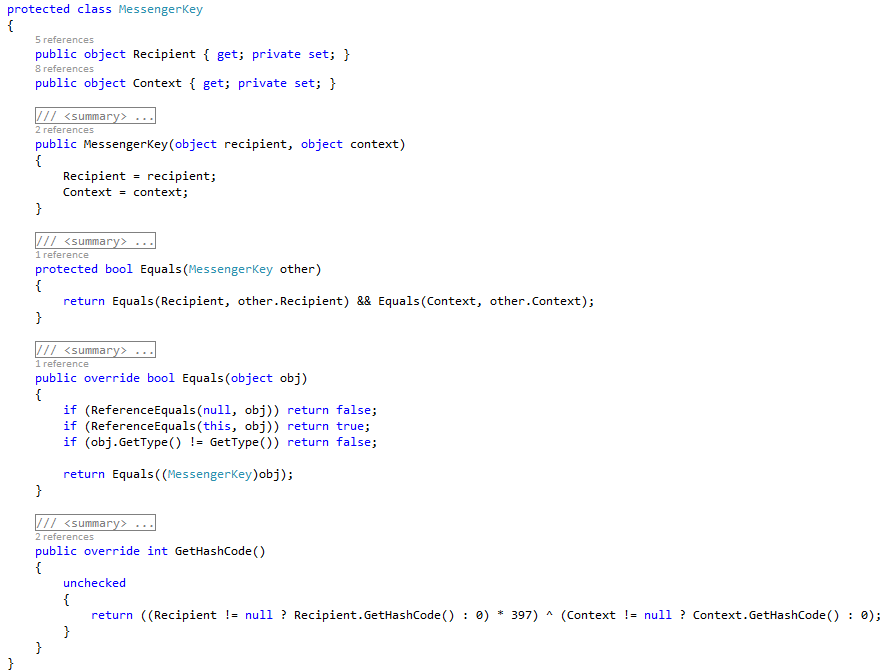 protected class MessengerKey
{
5 references
public object Recipient { get; private set; }
8 references
public object Context { get; private set; }
/// <summary> ...
2 references
public MessengerKey(object recipient, object context)
{
Recipient = recipient;
Context = context;
}
/// <summary> ...
1 reference
protected bool Equals(MessengerKey other)
{
return Equals(Recipient, other.Recipient) && Equals(Context, other.Context);
}
/// <summary> ...
1 reference
public override bool Equals(object obj)
{
if (ReferenceEquals(null, obj)) return false;
if (ReferenceEquals(this, obj)) return true;
if (obj.GetType() != GetType()) return false;
return Equals((MessengerKey)obj);
}
/// <summary> ...
2 references
public override int GetHashCode()
{
unchecked
{
return ((Recipient != null ? Recipient.GetHashCode() : 0) * 397) ^ (Context != null ? Context.GetHashCode() : 0);
}
}
}